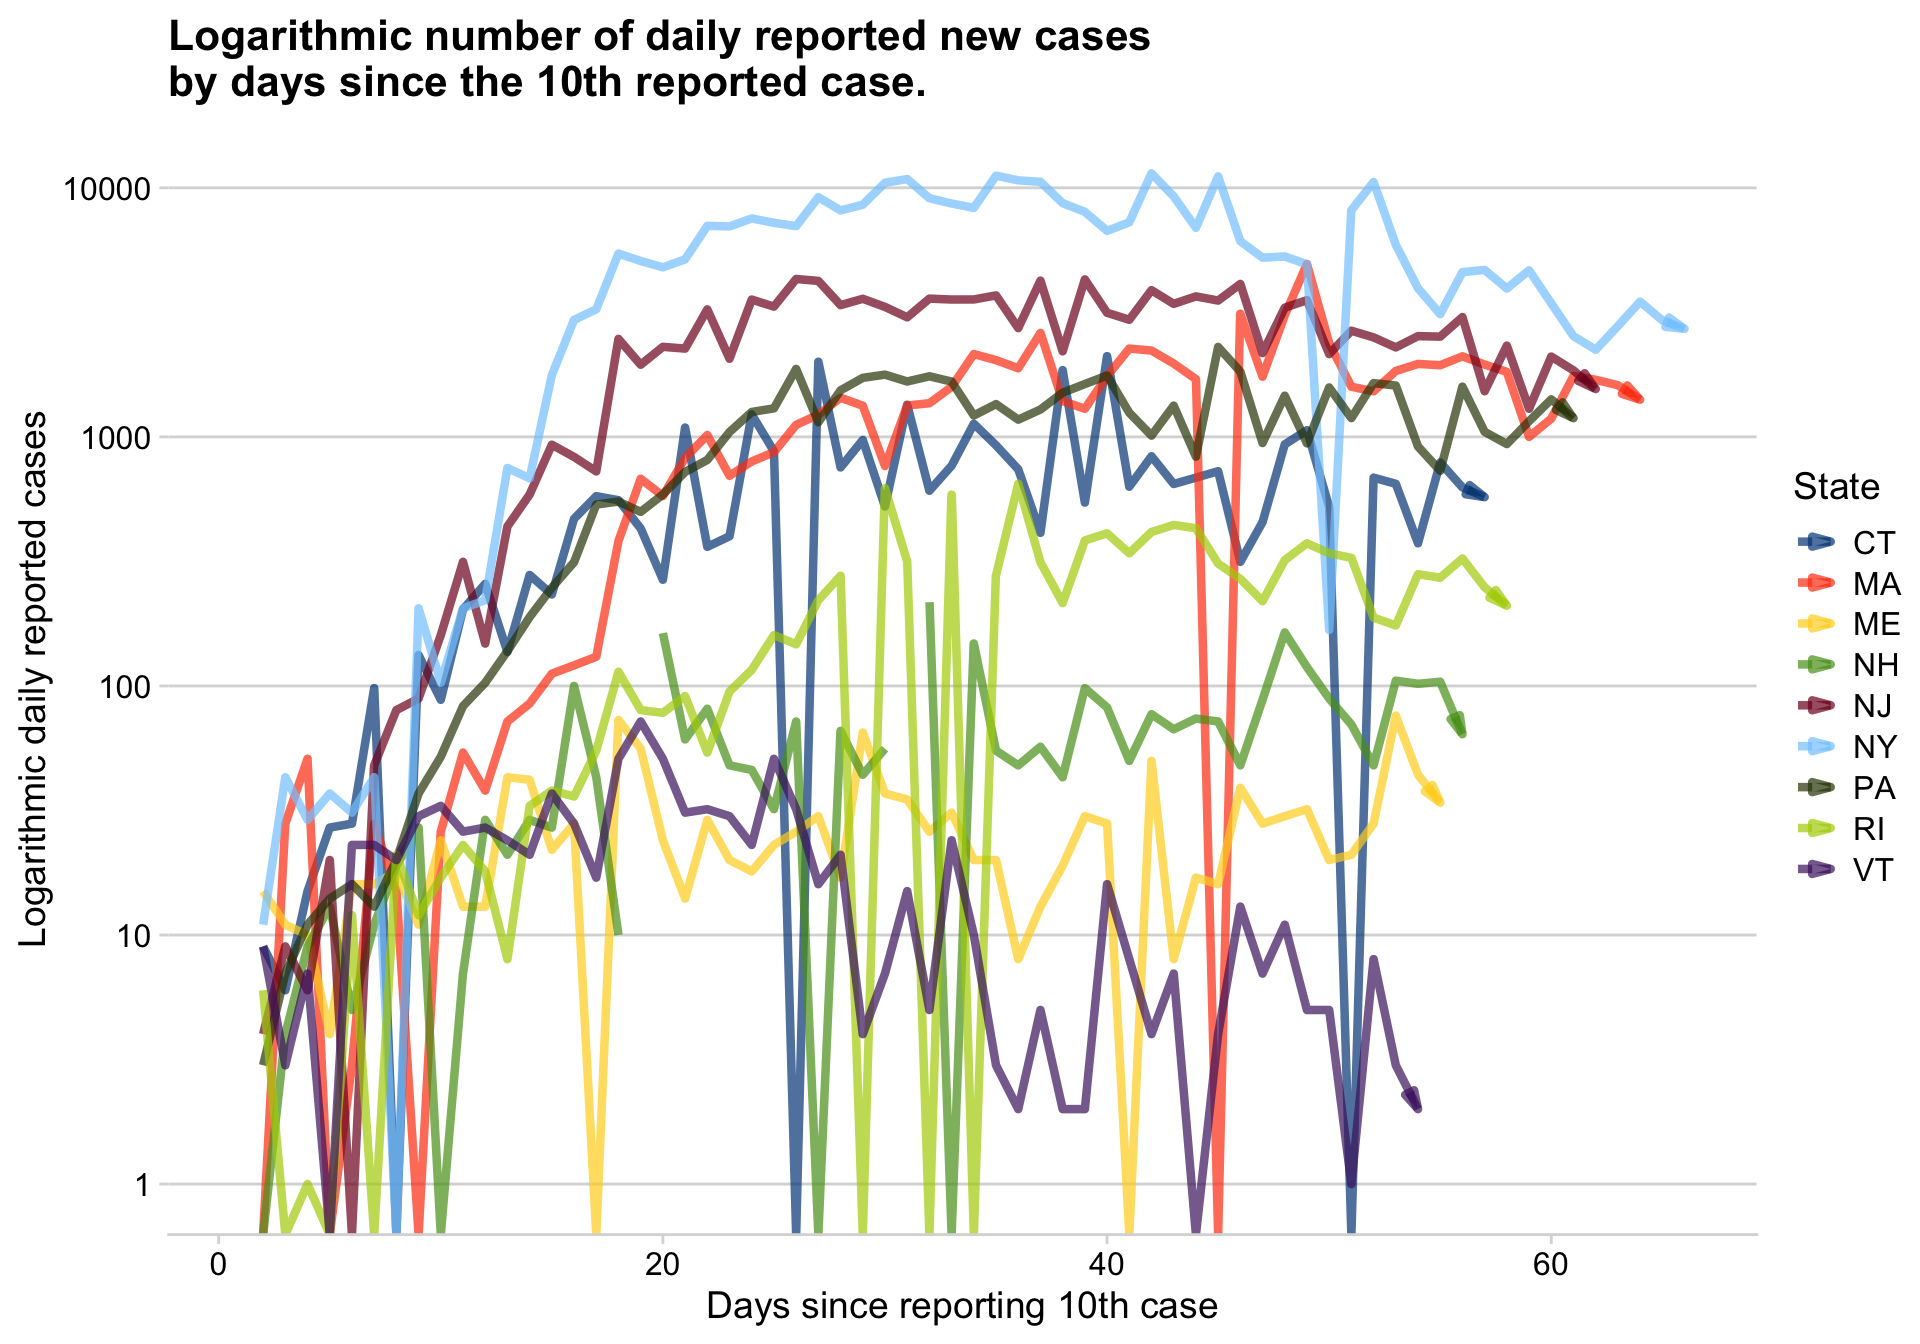 Logarithmic number of daily reported new cases
by days since the 10th reported case.
10000
1000
100
10
1
Logarithmic daily reported cases
0
20
40
60
Days since reporting 10th case
State
CT
MA
ME
NH
NJ
NY
PA
RI
VT